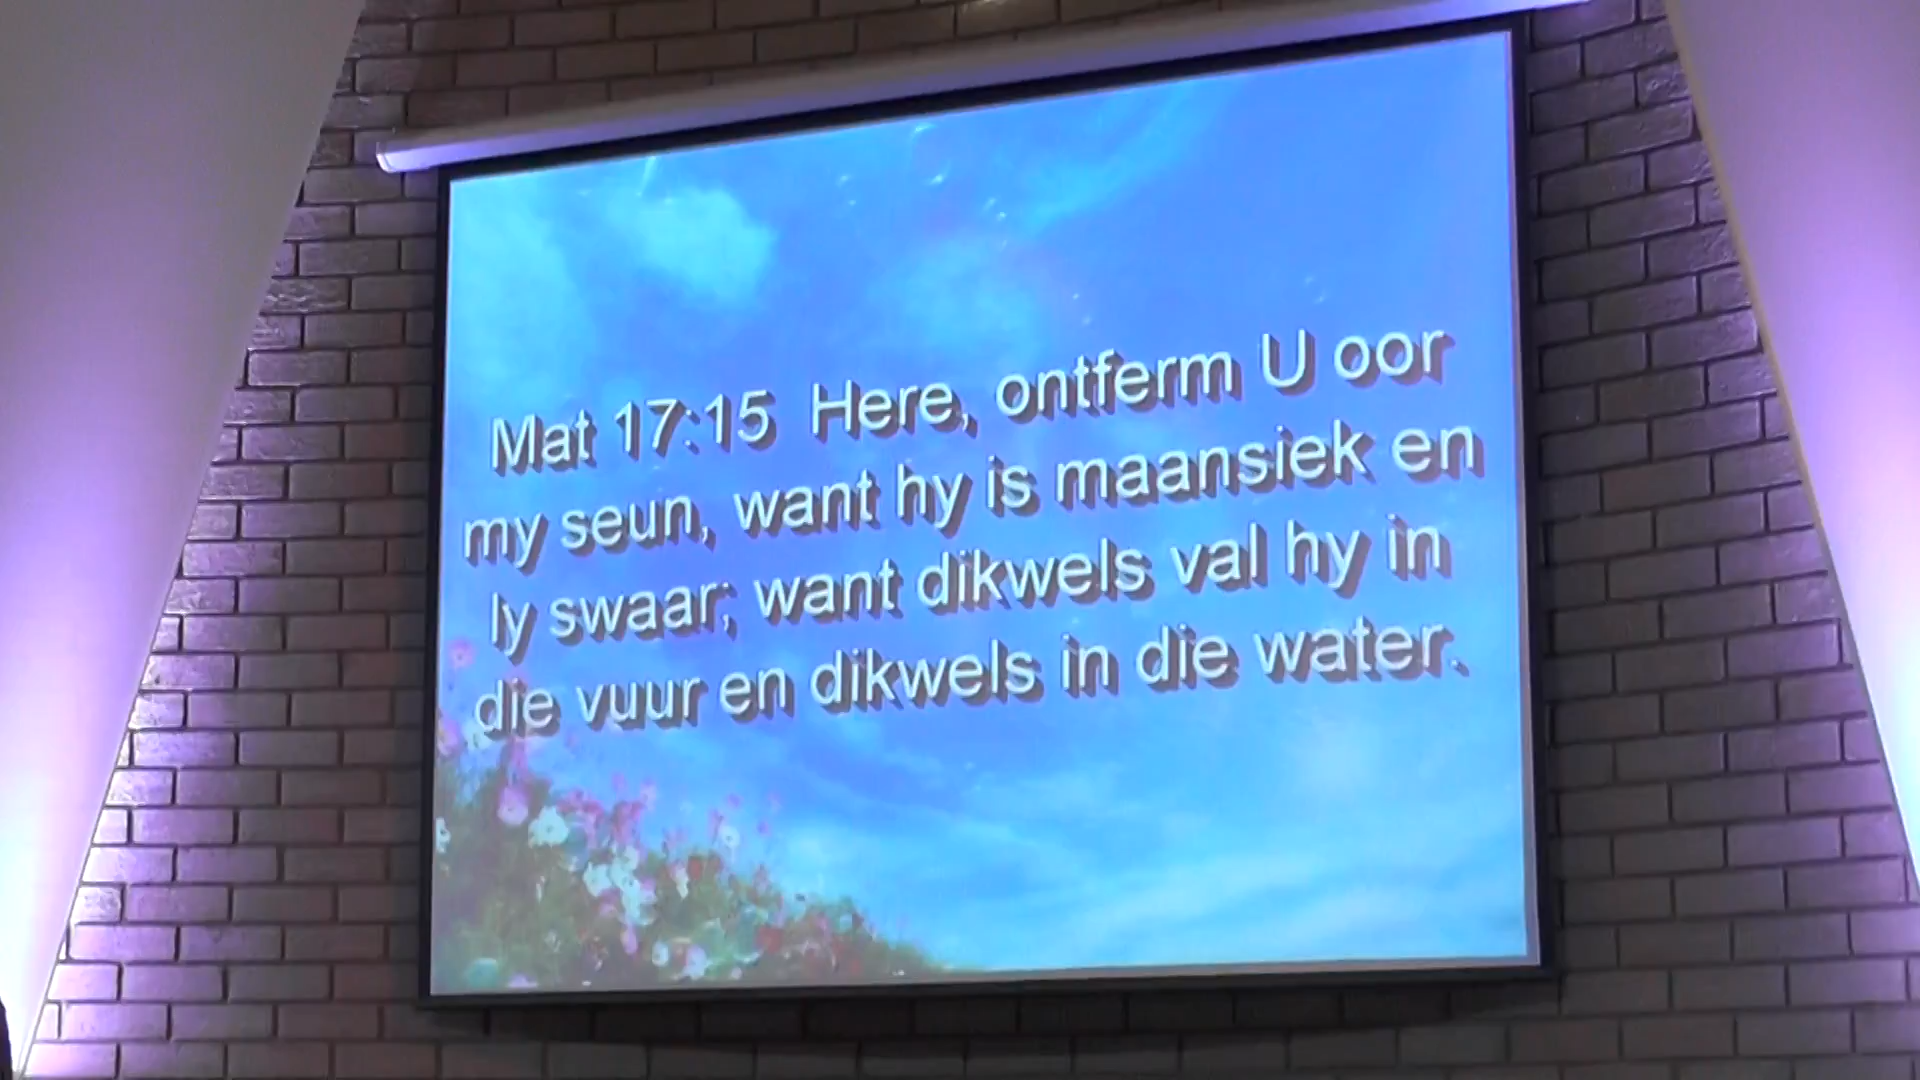 Mat 17:15  Here, ontferm U oor
my seun, want hy is maansiek en
ly swaar; want dikwels val hy in
die vuur en dikwels in die water.